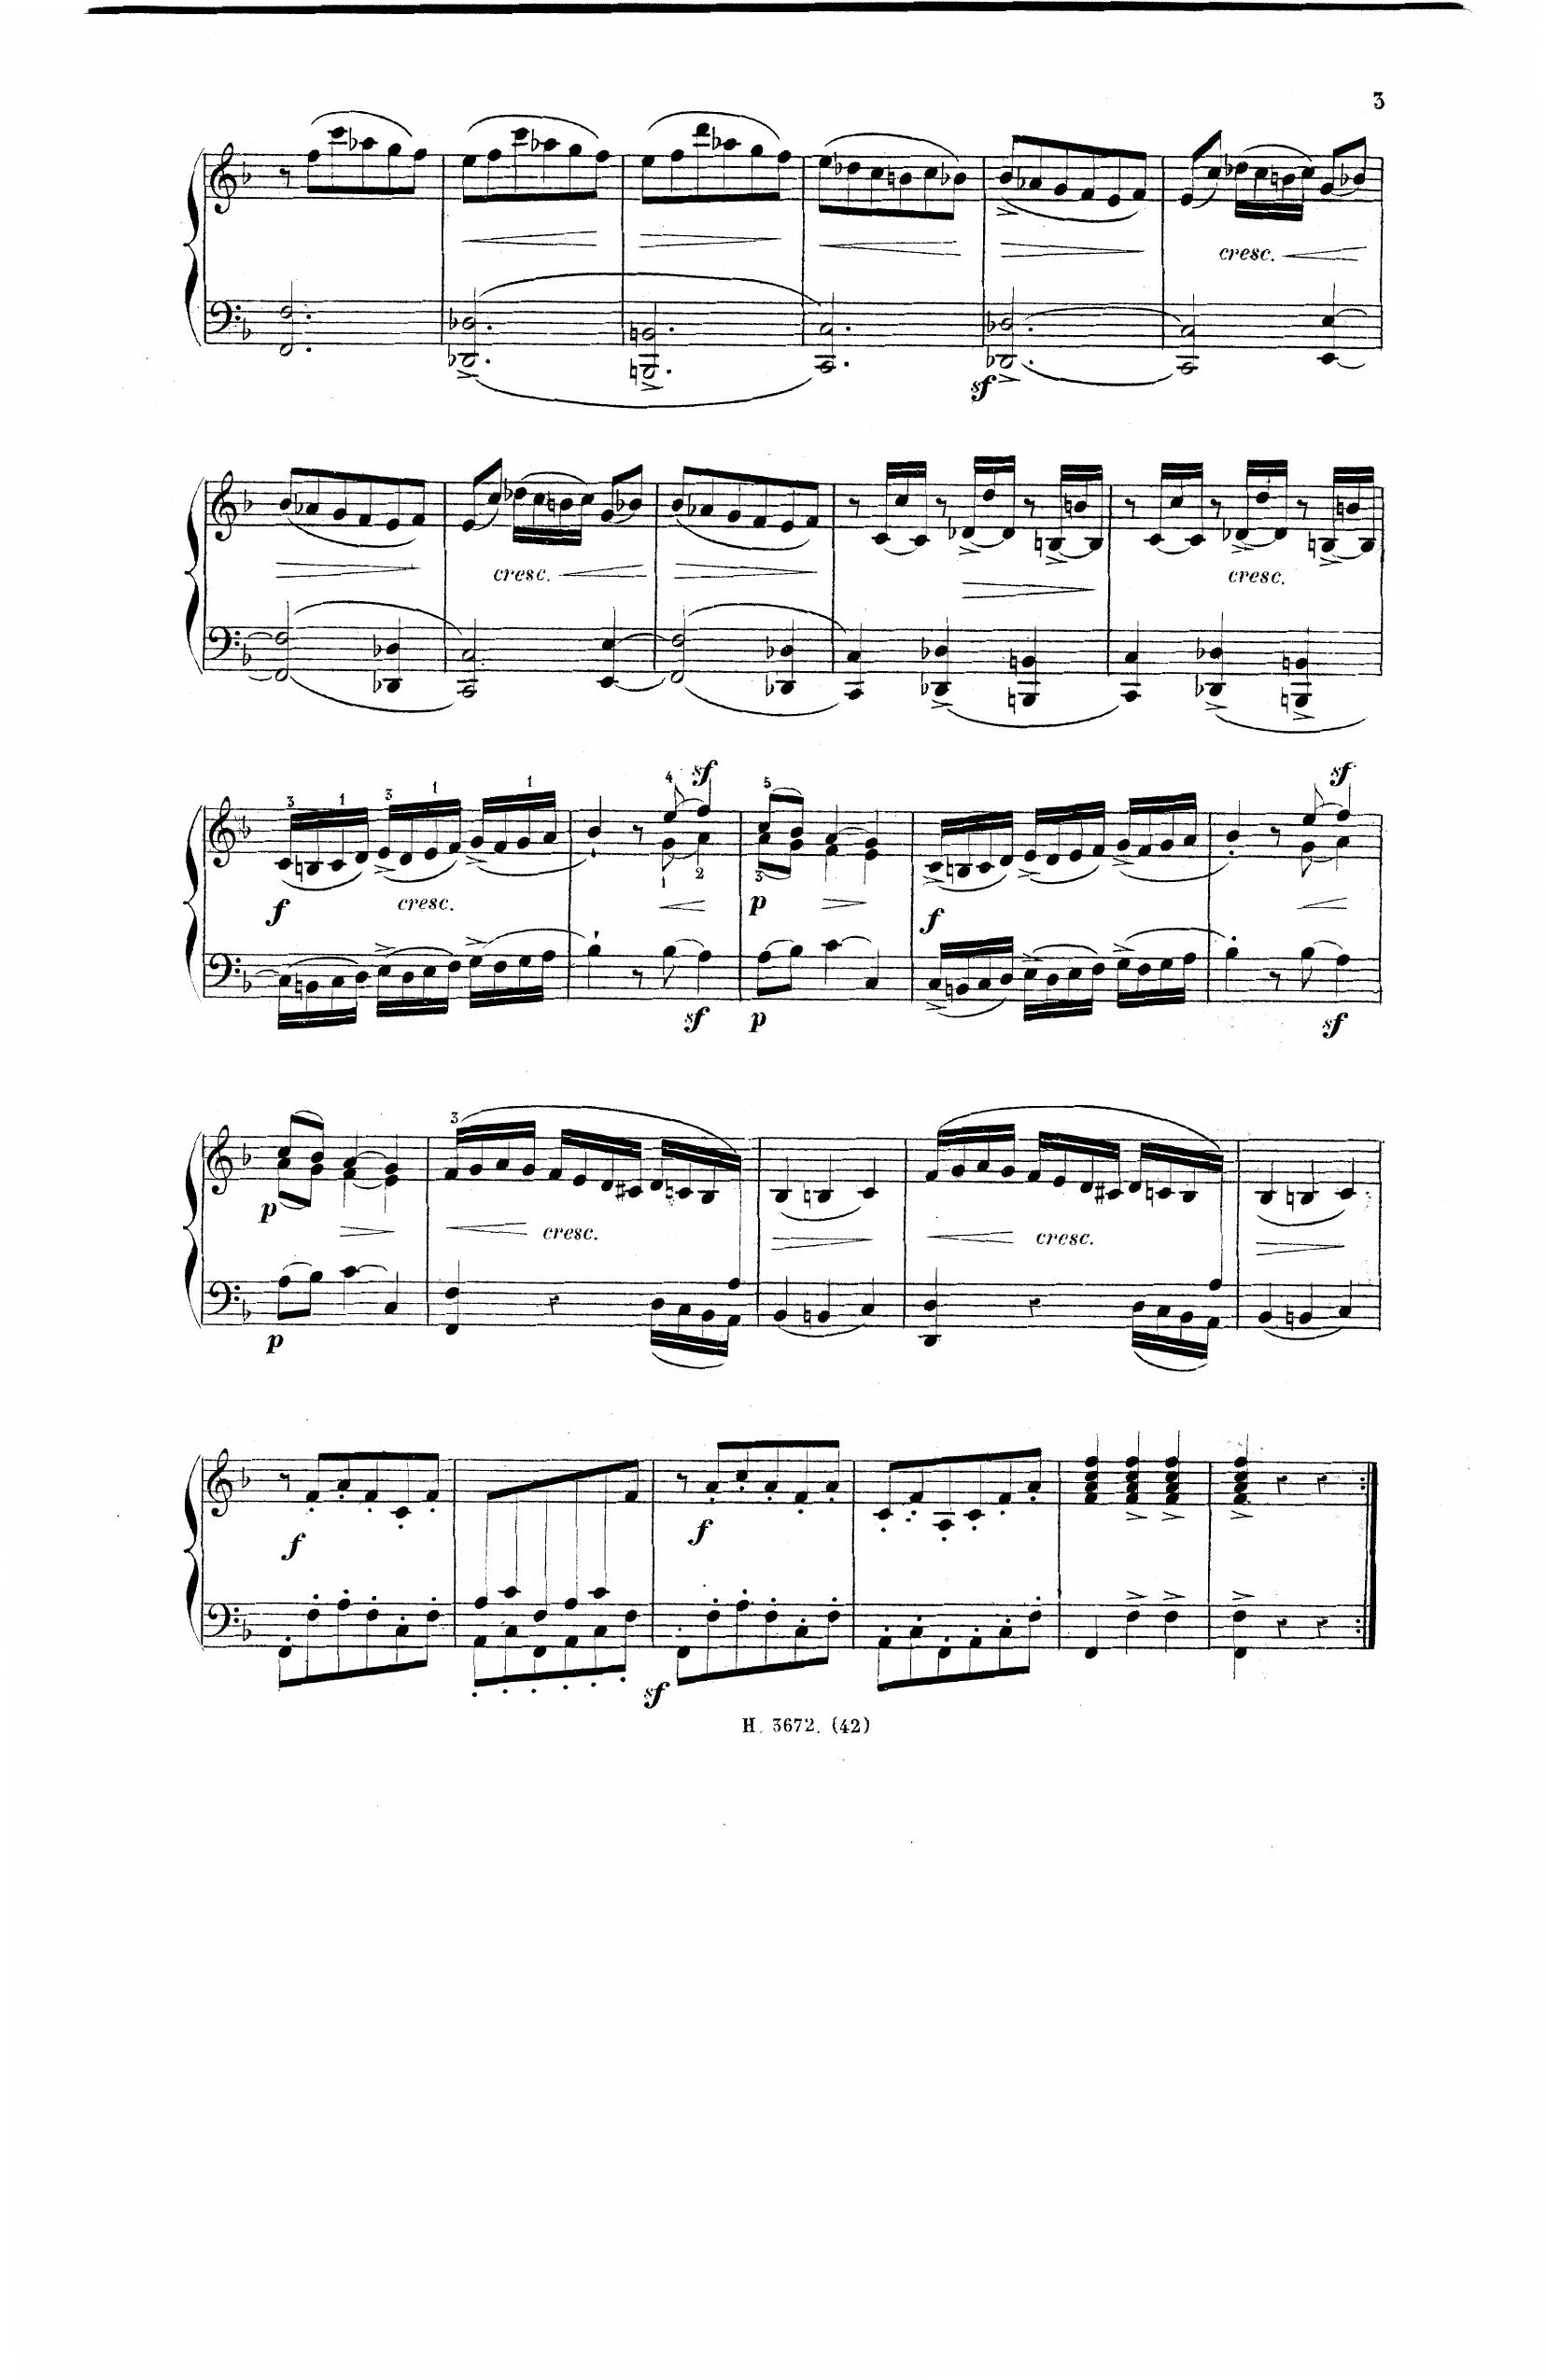 3
cresc.
sf
cresc.
cresc.
3 1 3 1 1 4 sf 5 sf
1 2 3
f cresc. p f
sf p sf
3
p cresc. cresc.
p
f f
sf
H. 3672. (42)